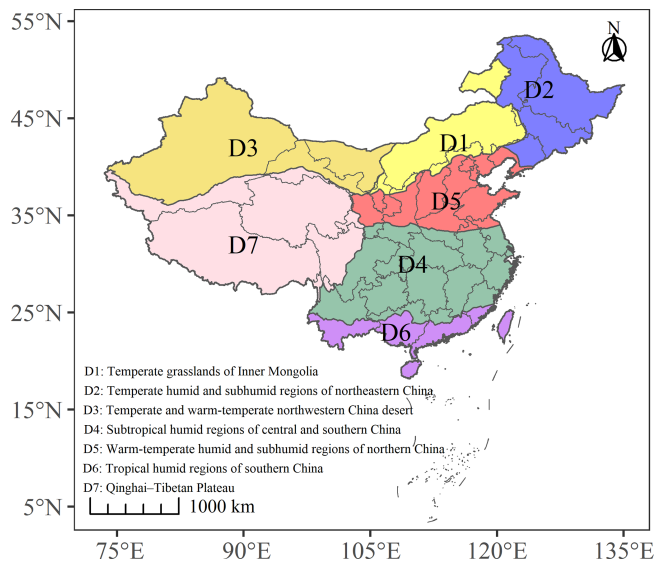 55°N
N
D2
45°N
D1
D3
35°N
D5
D7
D4
25°N
D6
D1: Temperate grasslands of Inner Mongolia
D2: Temperate humid and subhumid regions of northeastern China
15°N
D3: Temperate and warm-temperate northwestern China desert
D4: Subtropical humid regions of central and southern China
D5: Warm-temperate humid and subhumid regions of northern China
D6: Tropical humid regions of southern China
D7: Qinghai–Tibetan Plateau
5°N
1000 km
75°E 90°E 105°E 120°E 135°E